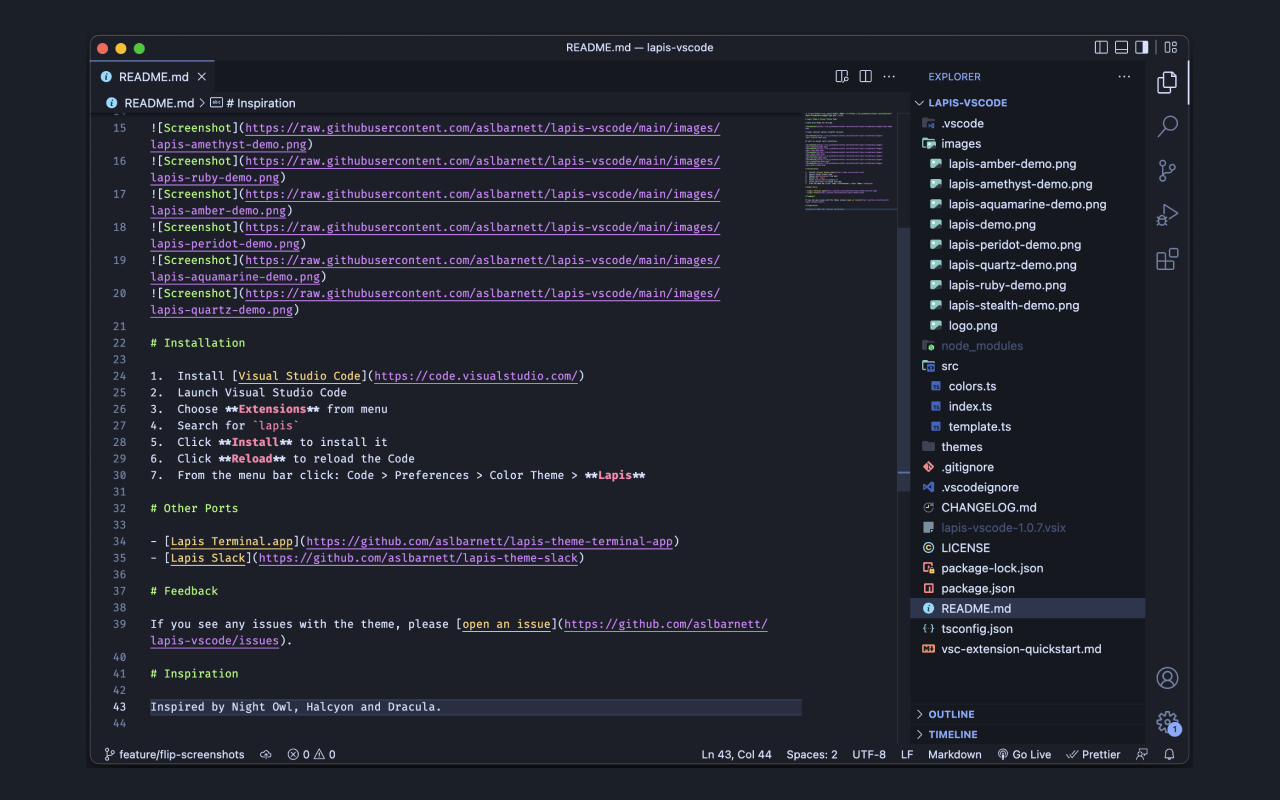 README.md — lapis-vscode
README.md
README.md > # Inspiration
15 ![Screenshot](https://raw.githubusercontent.com/aslbarnett/lapis-vscode/main/images/
lapis-amethyst-demo.png)
16 ![Screenshot](https://raw.githubusercontent.com/aslbarnett/lapis-vscode/main/images/
lapis-ruby-demo.png)
17 ![Screenshot](https://raw.githubusercontent.com/aslbarnett/lapis-vscode/main/images/
lapis-amber-demo.png)
18 ![Screenshot](https://raw.githubusercontent.com/aslbarnett/lapis-vscode/main/images/
lapis-peridot-demo.png)
19 ![Screenshot](https://raw.githubusercontent.com/aslbarnett/lapis-vscode/main/images/
lapis-aquamarine-demo.png)
20 ![Screenshot](https://raw.githubusercontent.com/aslbarnett/lapis-vscode/main/images/
lapis-quartz-demo.png)
21
22 # Installation
23
24 1.  Install [Visual Studio Code](https://code.visualstudio.com/)
25 2.  Launch Visual Studio Code
26 3.  Choose **Extensions** from menu
27 4.  Search for `lapis`
28 5.  Click **Install** to install it
29 6.  Click **Reload** to reload the Code
30 7.  From the menu bar click: Code > Preferences > Color Theme > **Lapis**
31
32 # Other Ports
33
34 - [Lapis Terminal.app](https://github.com/aslbarnett/lapis-theme-terminal-app)
35 - [Lapis Slack](https://github.com/aslbarnett/lapis-theme-slack)
36
37 # Feedback
38
39 If you see any issues with the theme, please [open an issue](https://github.com/aslbarnett/
lapis-vscode/issues).
40
41 # Inspiration
42
43 Inspired by Night Owl, Halcyon and Dracula.
44
EXPLORER
LAPIS-VSCODE
.vscode
images
lapis-amber-demo.png
lapis-amethyst-demo.png
lapis-aquamarine-demo.png
lapis-demo.png
lapis-peridot-demo.png
lapis-quartz-demo.png
lapis-ruby-demo.png
lapis-stealth-demo.png
logo.png
node_modules
src
colors.ts
index.ts
template.ts
themes
.gitignore
.vscodeignore
CHANGELOG.md
lapis-vscode-1.0.7.vsix
LICENSE
package-lock.json
package.json
README.md
tsconfig.json
vsc-extension-quickstart.md
OUTLINE
TIMELINE
1
feature/flip-screenshots 0 0 Ln 43, Col 44 Spaces: 2 UTF-8 LF Markdown Go Live Prettier